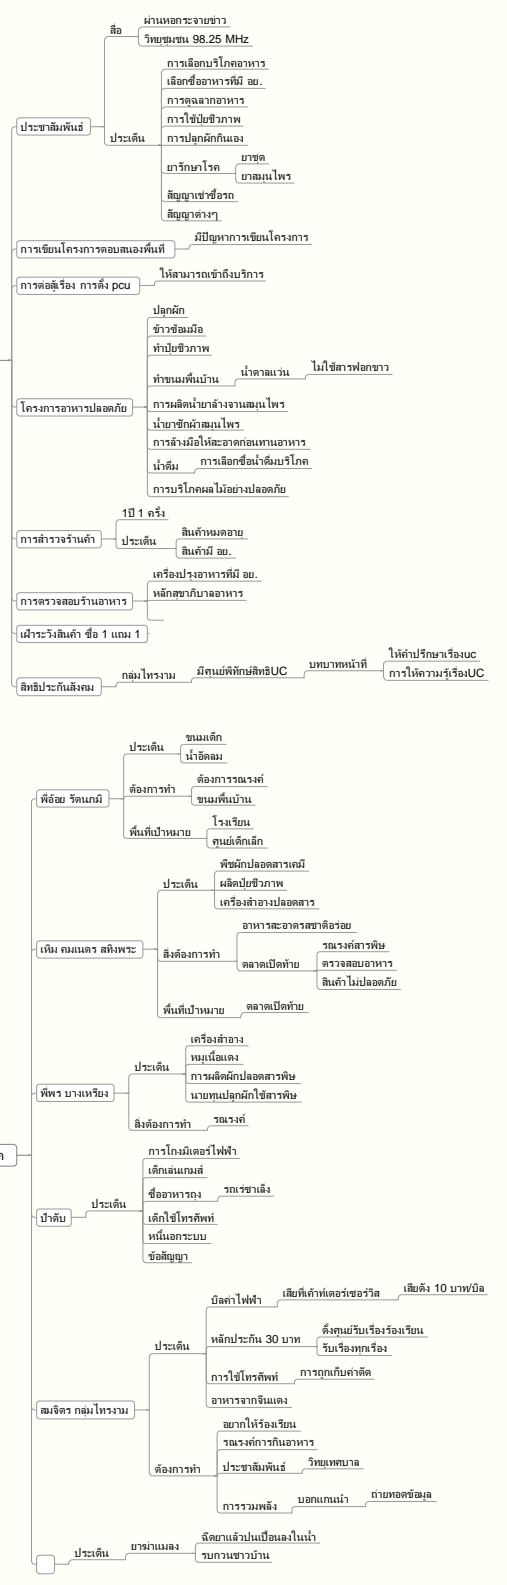 ประชาสัมพันธ์
สื่อ
ผ่านหอกระจายข่าว
วิทยุชุมชน 98.25 MHz
ประเด็น
การเลือกบริโภคอาหาร
เลือกซื้ออาหารที่มี อย.
การดูฉลากอาหาร
การใช้ปุ๋ยชีวภาพ
การปลูกผักกินเอง
ยารักษาโรค
ยาชุด
ยาสมุนไพร
สัญญาเช่าซื้อรถ
สัญญาต่างๆ
การเขียนโครงการตอบสนองพื้นที่
มีปัญหาการเขียนโครงการ
การต่อสู้เรื่อง การตั้ง pcu
ให้สามารถเข้าถึงบริการ
โครงการอาหารปลอดภัย
ปลูกผัก
ข้าวซ้อมมือ
ทำปุ๋ยชีวภาพ
ทำขนมพื้นบ้าน
น้ำตาลแว่น
ไม่ใช้สารฟอกขาว
การผลิตน้ำยาล้างจานสมุนไพร
น้ำยาซักผ้าสมุนไพร
การล้างมือให้สะอาดก่อนทานอาหาร
น้ำดื่ม
การเลือกซื้อน้ำดื่มบริโภค
การบริโภคผลไม้อย่างปลอดภัย
การสำรวจร้านค้า
1ปี 1 ครั้ง
ประเด็น
สินค้าหมดอายุ
สินค้ามี อย.
การตรวจสอบร้านอาหาร
เครื่องปรุงอาหารที่มี อย.
หลักสุขาภิบาลอาหาร
เฝ้าระวังสินค้า ซื้อ 1 แถม 1
สิทธิประกันสังคม
กลุ่มไทรงาม
มีศูนย์พิทักษ์สิทธิUC
บทบาทหน้าที่
ให้คำปรึกษาเรื่องuc
การให้ความรู้เรื่องUC
พี่อ้อย รัตนภูมิ
ประเด็น
ขนมเด็ก
น้ำอัดลม
ต้องการทำ
ต้องการรณรงค์
ขนมพื้นบ้าน
พื้นที่เป้าหมาย
โรงเรียน
ศูนย์เด็กเล็ก
เหิม คมเนตร สทิงพระ
ประเด็น
พืชผักปลอดสารเคมี
ผลิตปุ๋ยชีวภาพ
เครื่องสำอางปลอดสาร
สิ่งต้องการทำ
อาหารสะอาดรสชาติอร่อย
ตลาดเปิดท้าย
รณรงค์สารพิษ
ตรวจสอบอาหาร
สินค้าไม่ปลอดภัย
พื้นที่เป้าหมาย
ตลาดเปิดท้าย
พี่พร บางเหรียง
ประเด็น
เครื่องสำอาง
หมูเนื้อแดง
การผลิตผักปลอดสารพิษ
นายทุนปลูกผักใช้สารพิษ
สิ่งต้องการทำ
รณรงค์
ค
ป้าตับ
ประเด็น
การโกงมิเตอร์ไฟฟ้า
เด็กเล่นเกมส์
ซื้ออาหารถุง
รถเร่ซาเล้ง
เด็กใช้โทรศัพท์
หนี้นอกระบบ
ข้อสัญญา
สมจิตร กลุ่มไทรงาม
ประเด็น
บิลค่าไฟฟ้า
เสียที่เค้าท์เตอร์เซอร์วิส
เสียตัง 10 บาท/บิล
หลักประกัน 30 บาท
ตั้งศูนย์รับเรื่องร้องเรียน
รับเรื่องทุกเรื่อง
การใช้โทรศัพท์
การถูกเก็บค่าตัด
อาหารจากจีนแดง
ต้องการทำ
อยากให้ร้องเรียน
รณรงค์การกินอาหาร
ประชาสัมพันธ์
วิทยุเทศบาล
การรวมพลัง
บอกแกนนำ
ถ่ายทอดข้อมูล
ประเด็น
ยาฆ่าแมลง
ฉีดยาแล้วปนเปื้อนลงในน้ำ
รบกวนชาวบ้าน